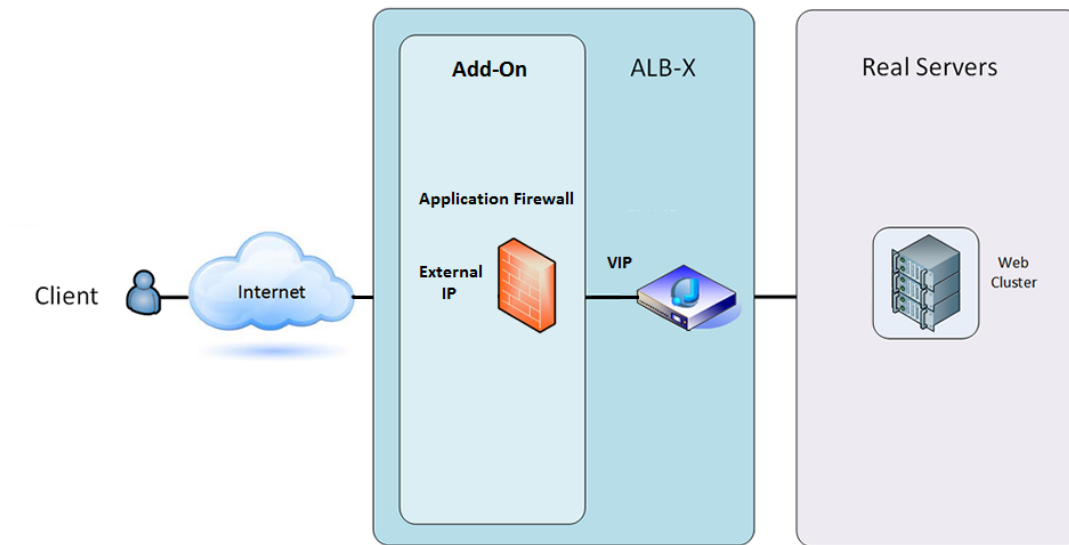 Add-On
ALB-X
Real Servers
Application Firewall
External
IP
VIP
Web
Cluster
Client
Internet